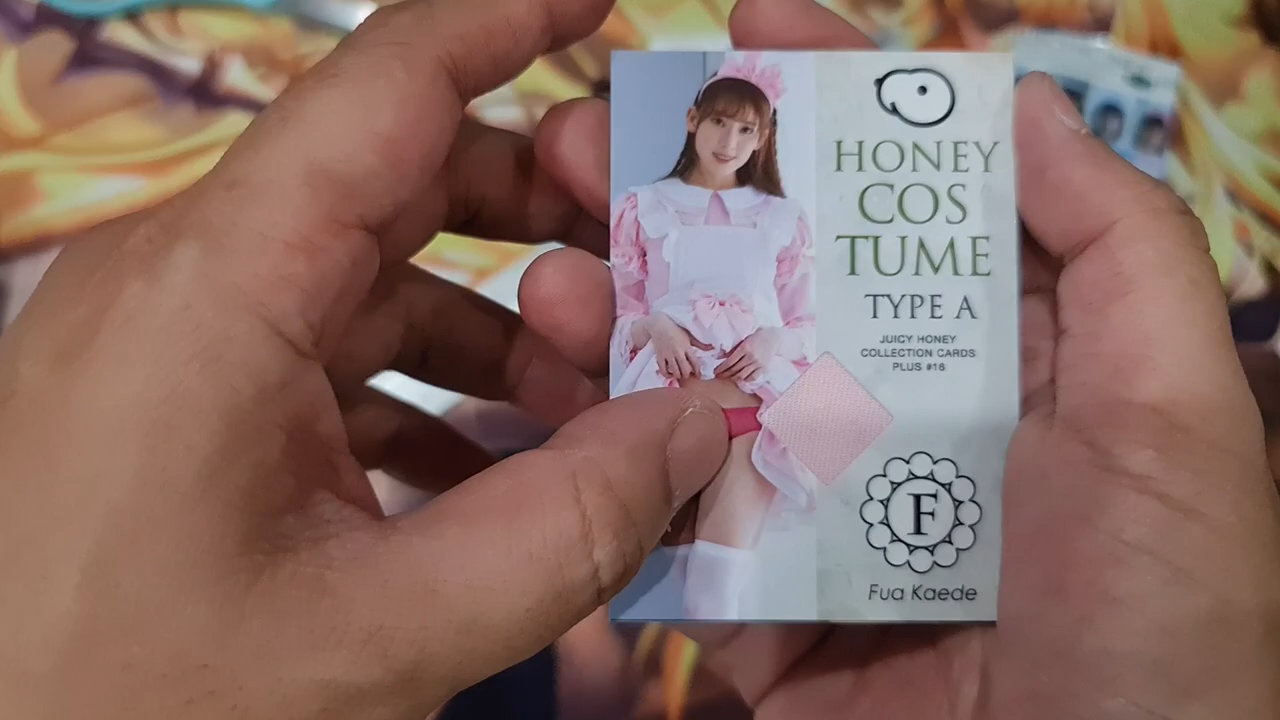 HONEY
COS
TUME
TYPE A
JUICY HONEY
COLLECTION CARDS
PLUS #16
F
Fua Kaede